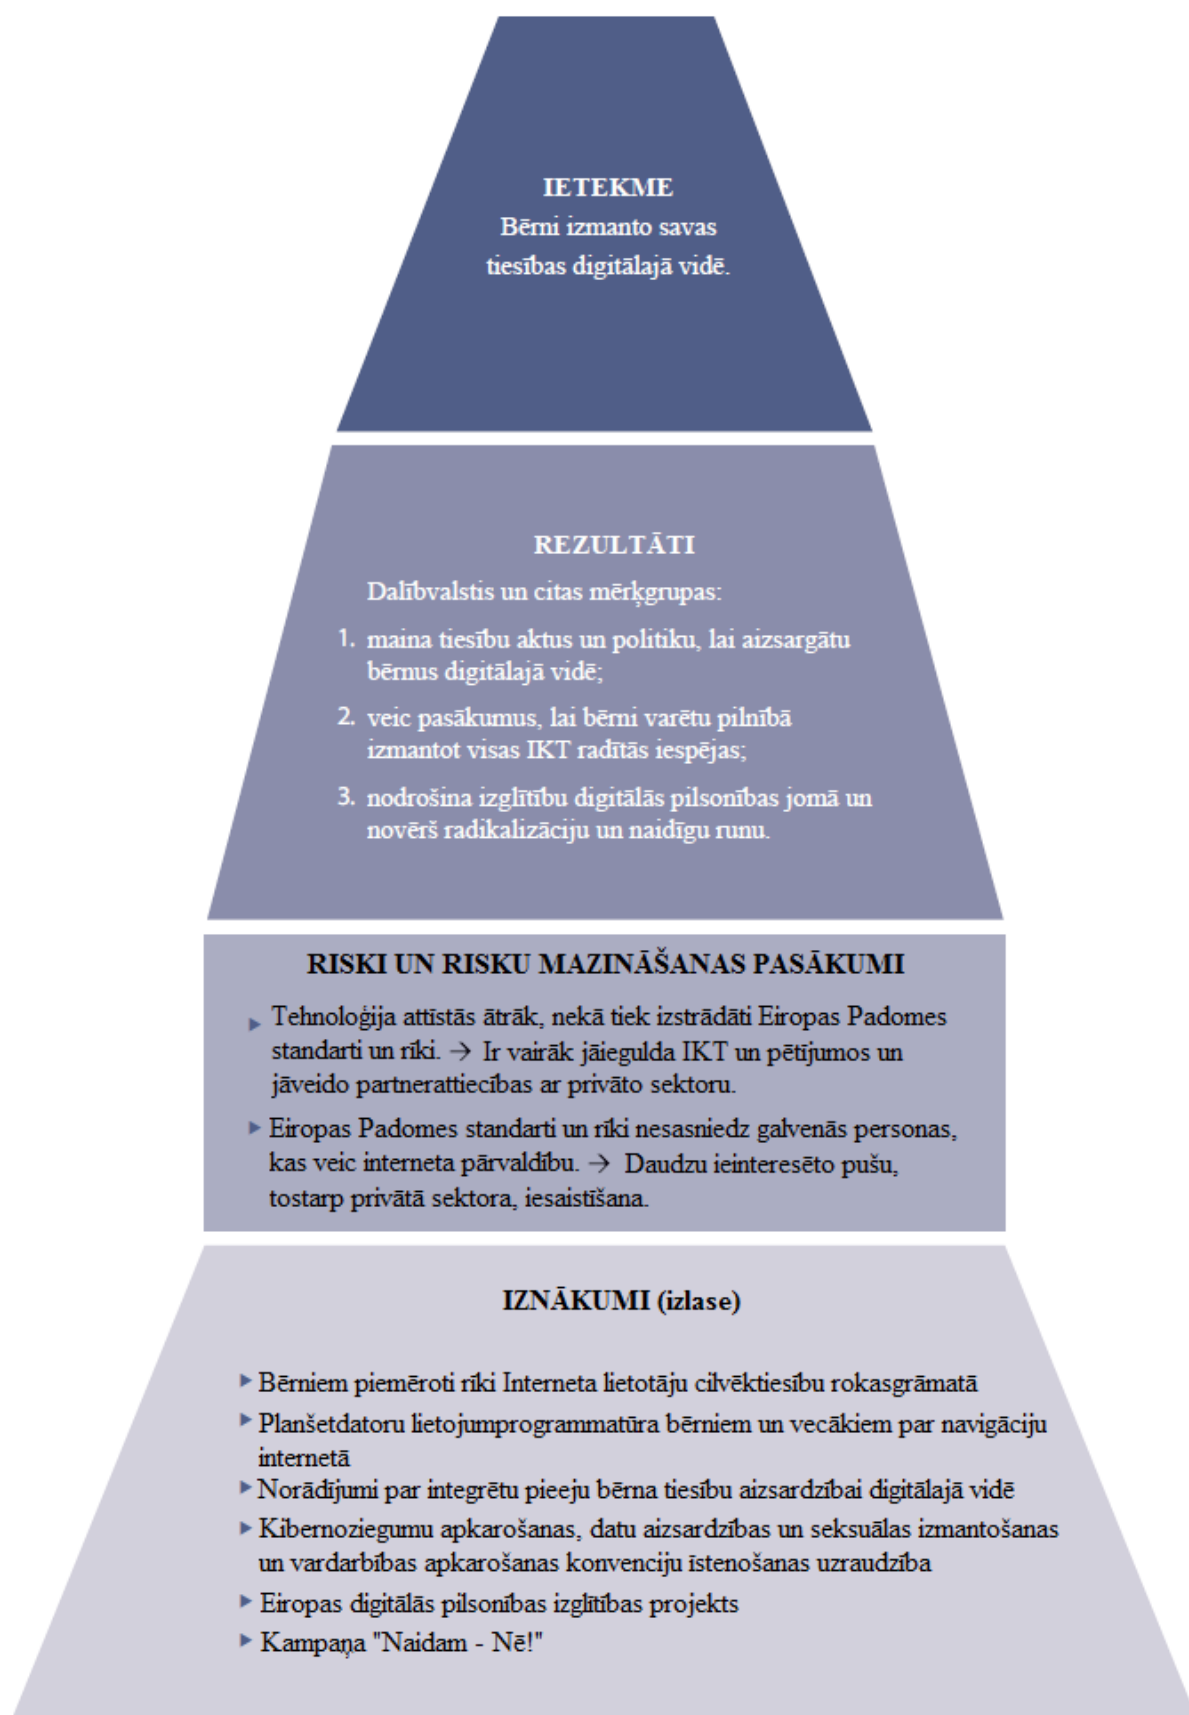 IETEKME
Bērni izmanto savas
tiesības digitālajā vidē.
REZULTĀTI
Dalībvalstis un citas mērķgrupas:
1. maina tiesību aktus un politiku, lai aizsargātu
bērnus digitālajā vidē;
2. veic pasākumus, lai bērni varētu pilnībā
izmantot visas IKT radītās iespējas;
3. nodrošina izglītību digitālās pilsonības jomā un
novērš radikalizāciju un naidīgu runu.
RISKI UN RISKU MAZINĀŠANAS PASĀKUMI
▶ Tehnoloģija attīstās ātrāk, nekā tiek izstrādāti Eiropas Padomes
standarti un rīki. → Ir vairāk jāiegulda IKT un pētījumos un
jāveido partnerattiecības ar privāto sektoru.
▶ Eiropas Padomes standarti un rīki nesasniedz galvenās personas,
kas veic interneta pārvaldību. → Daudzu ieinteresēto pušu,
tostarp privātā sektora, iesaistīšana.
IZNĀKUMI (izlase)
▶ Bērniem piemēroti rīki Interneta lietotāju cilvēktiesību rokasgrāmatā
▶ Planšetdatoru lietojumprogrammatūra bērniem un vecākiem par navigāciju
internetā
▶ Norādījumi par integrētu pieeju bērna tiesību aizsardzībai digitālajā vidē
▶ Kibernoziegumu apkarošanas, datu aizsardzības un seksuālas izmantošanas
un vardarbības apkarošanas konvenciju īstenošanas uzraudzība
▶ Eiropas digitālās pilsonības izglītības projekts
▶ Kampaņa "Naidam - Nē!"